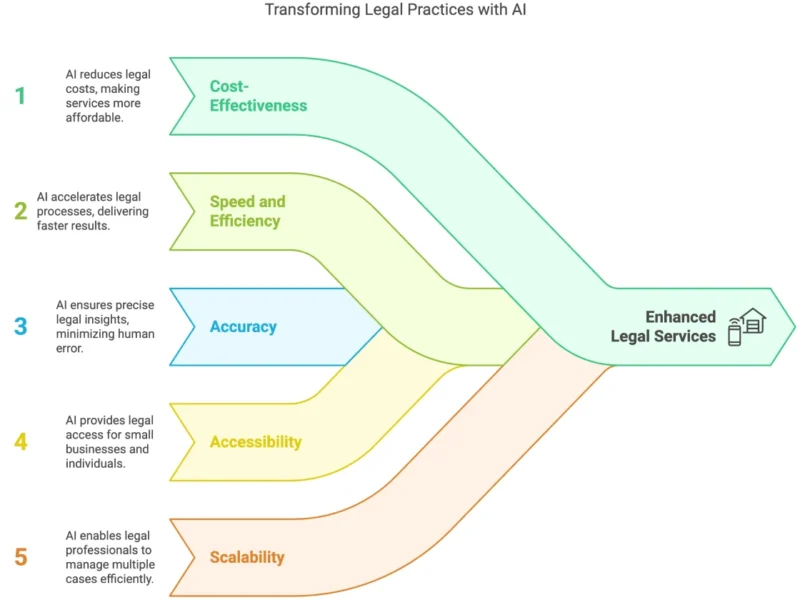 Transforming Legal Practices with AI
1
AI reduces legal
costs, making
services more
affordable.
Cost-
Effectiveness
2
AI accelerates legal
processes, delivering
faster results.
Speed and
Efficiency
3
AI ensures precise
legal insights,
minimizing human
error.
Accuracy
Enhanced
Legal Services
4
AI provides legal
access for small
businesses and
individuals.
Accessibility
5
AI enables legal
professionals to
manage multiple
cases efficiently.
Scalability